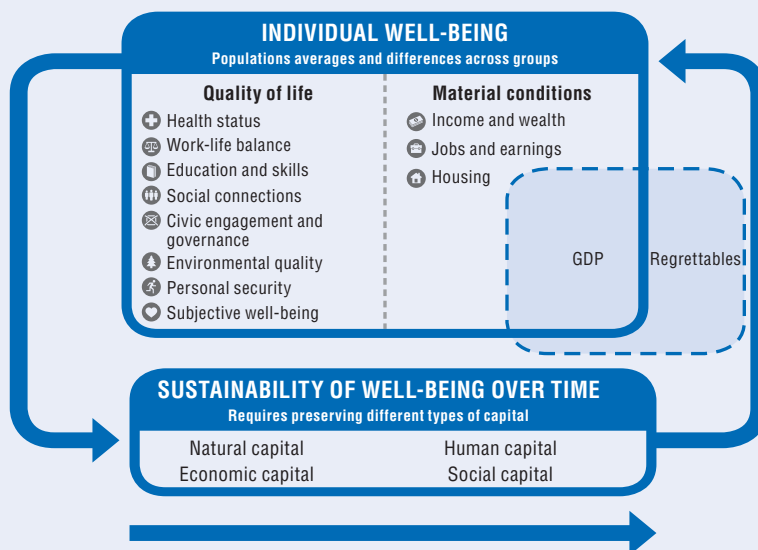 INDIVIDUAL WELL-BEING
Populations averages and differences across groups
Quality of life
Health status
Work-life balance
Education and skills
Social connections
Civic engagement and
governance
Environmental quality
Personal security
Subjective well-being
Material conditions
Income and wealth
Jobs and earnings
Housing
GDP
Regrettables
SUSTAINABILITY OF WELL-BEING OVER TIME
Requires preserving different types of capital
Natural capital
Human capital
Economic capital
Social capital